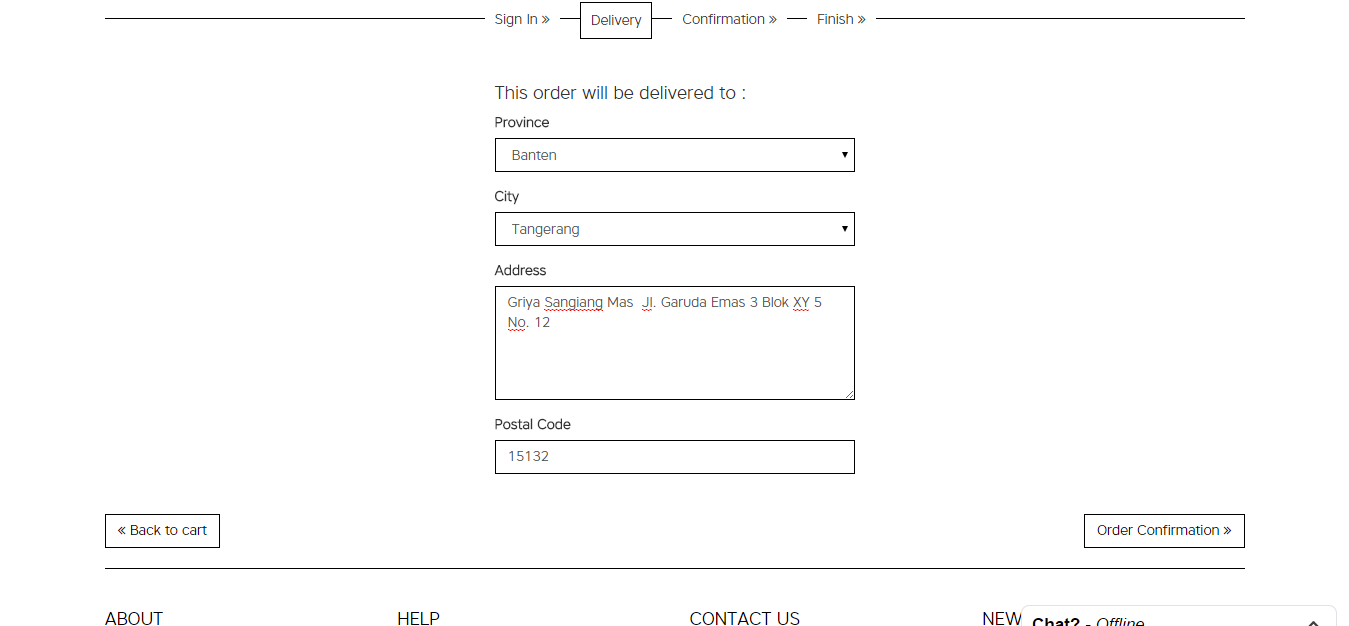 Sign In »
Delivery
Confirmation »
Finish »
This order will be delivered to :
Province
Banten
City
Tangerang
Address
Griya Sangiang Mas  Jl. Garuda Emas 3 Blok XY 5
No. 12
Postal Code
15132
« Back to cart
Order Confirmation »
ABOUT
HELP
CONTACT US
NEW
Chat? - Offline